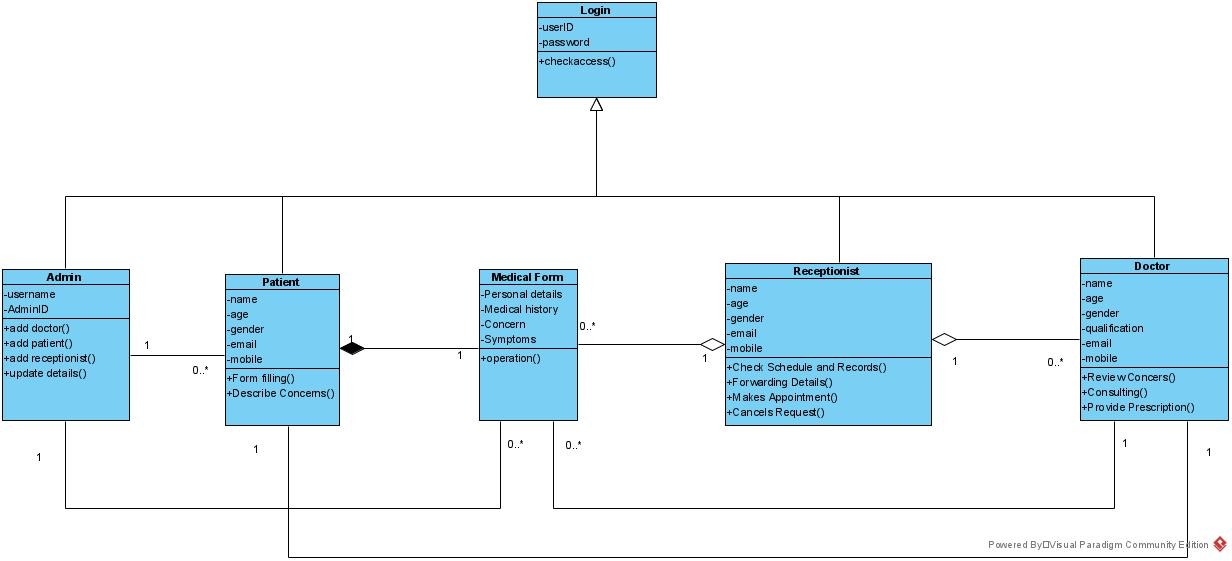 Login
-userID
-password
+checkaccess()
Admin
-username
-AdminID
+add doctor()
+add patient()
+add receptionist()
+update details()
Patient
-name
-age
-gender
-email
-mobile
+Form filling()
+Describe Concerns()
Medical Form
-Personal details
-Medical history
-Concern
-Symptoms
+operation()
Receptionist
-name
-age
-gender
-email
-mobile
+Check Schedule and Records()
+Forwarding Details()
+Makes Appointment()
+Cancels Request()
Doctor
-name
-age
-gender
-qualification
-email
-mobile
+Review Concers()
+Consulting()
+Provide Prescription()
1
0..*
1
1
0..*
1
1
0..*
1
1
0..*
0..*
1
1
Powered By□Visual Paradigm Community Edition